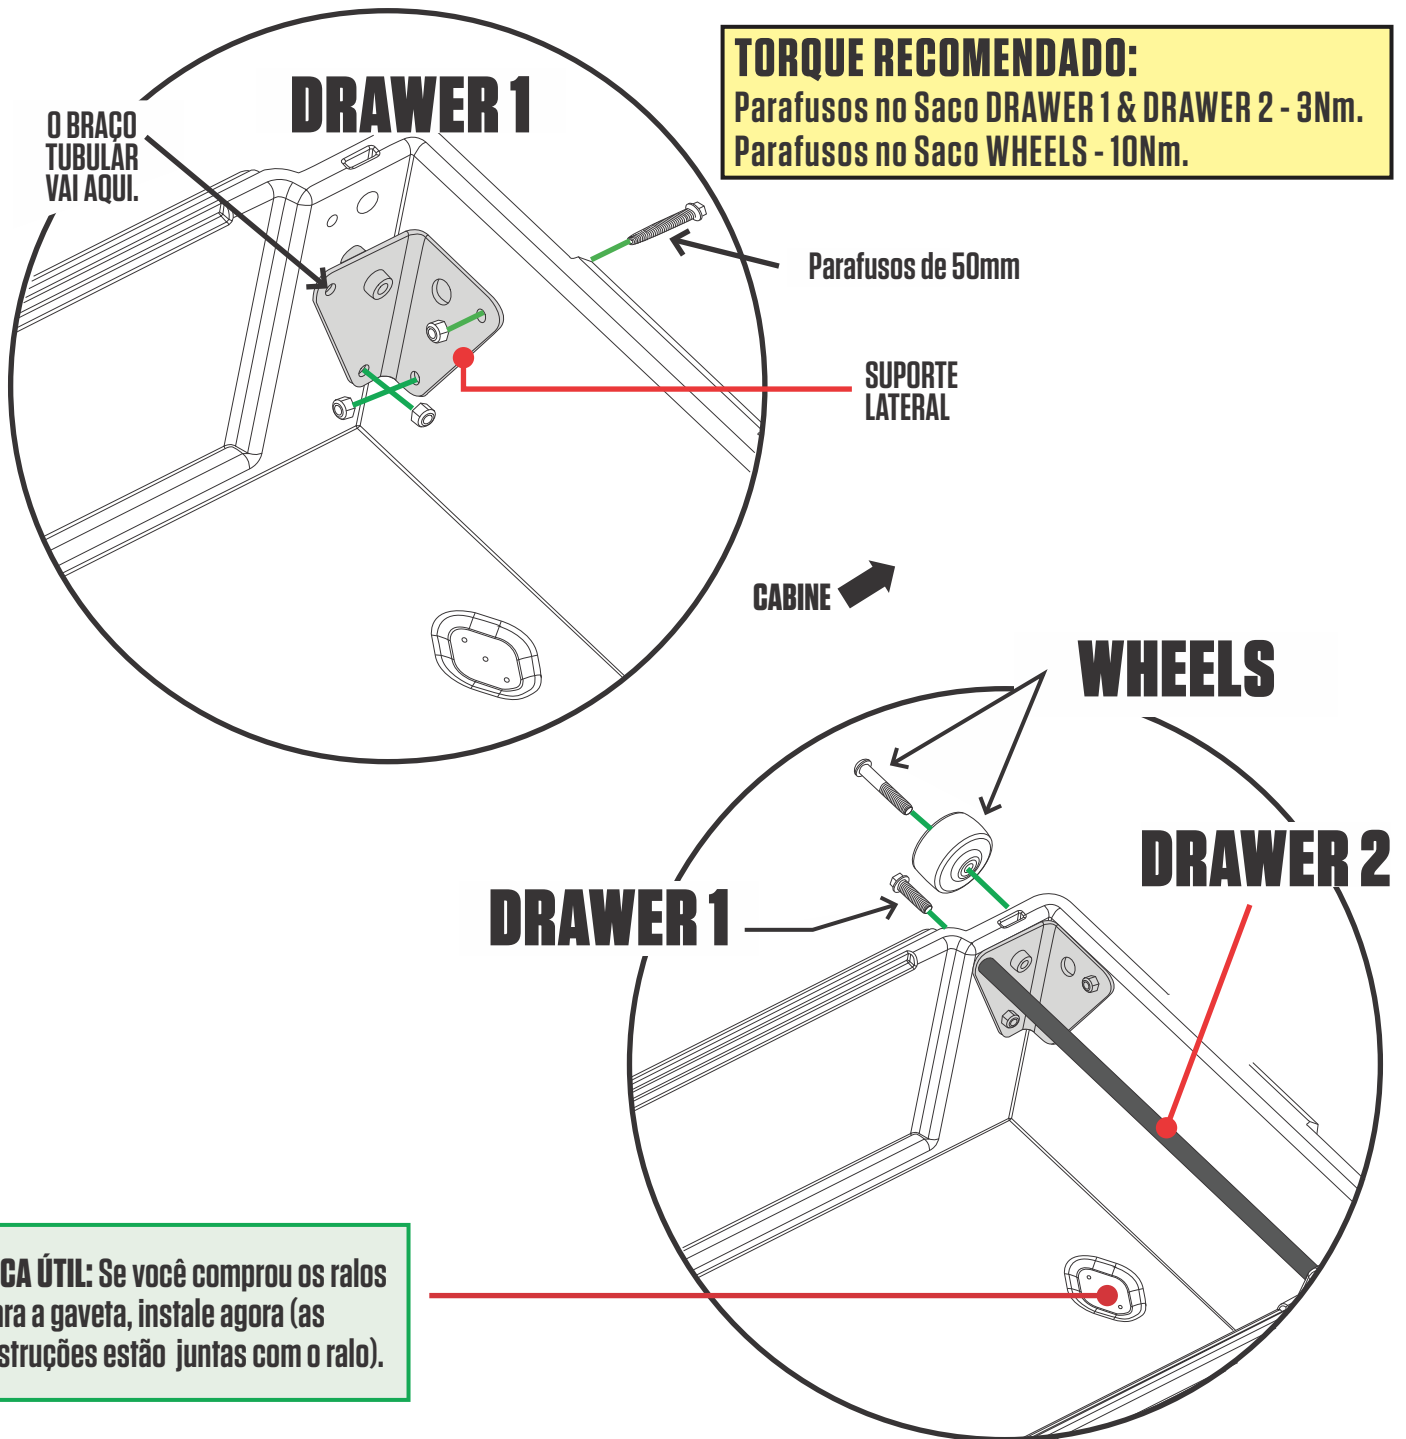 DRAWER 1
TORQUE RECOMENDADO:
Parafusos no Saco DRAWER 1 & DRAWER 2 - 3Nm.
Parafusos no Saco WHEELS - 10Nm.
O BRAÇO
TUBULAR
VAI AQUI.
Parafusos de 50mm
SUPORTE
LATERAL
CABINE
WHEELS
DRAWER 2
DRAWER 1
CA ÚTIL: Se você comprou os ralos
ara a gaveta, instale agora (as
struções estão juntas com o ralo).